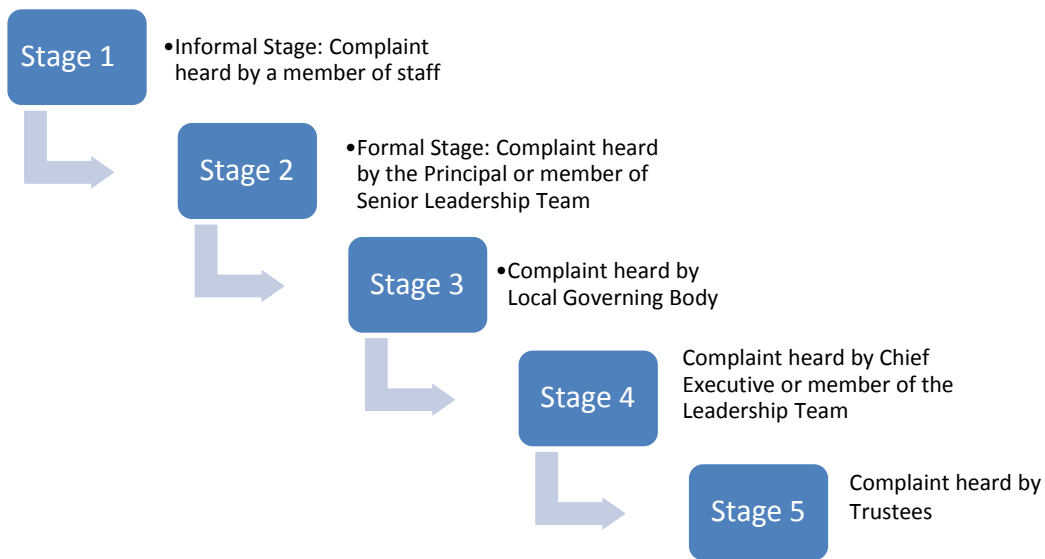 Stage 1
•Informal Stage: Complaint
heard by a member of staff
Stage 2
•Formal Stage: Complaint heard
by the Principal or member of
Senior Leadership Team
Stage 3
•Complaint heard by
Local Governing Body
Stage 4
Complaint heard by Chief
Executive or member of the
Leadership Team
Stage 5
Complaint heard by
Trustees